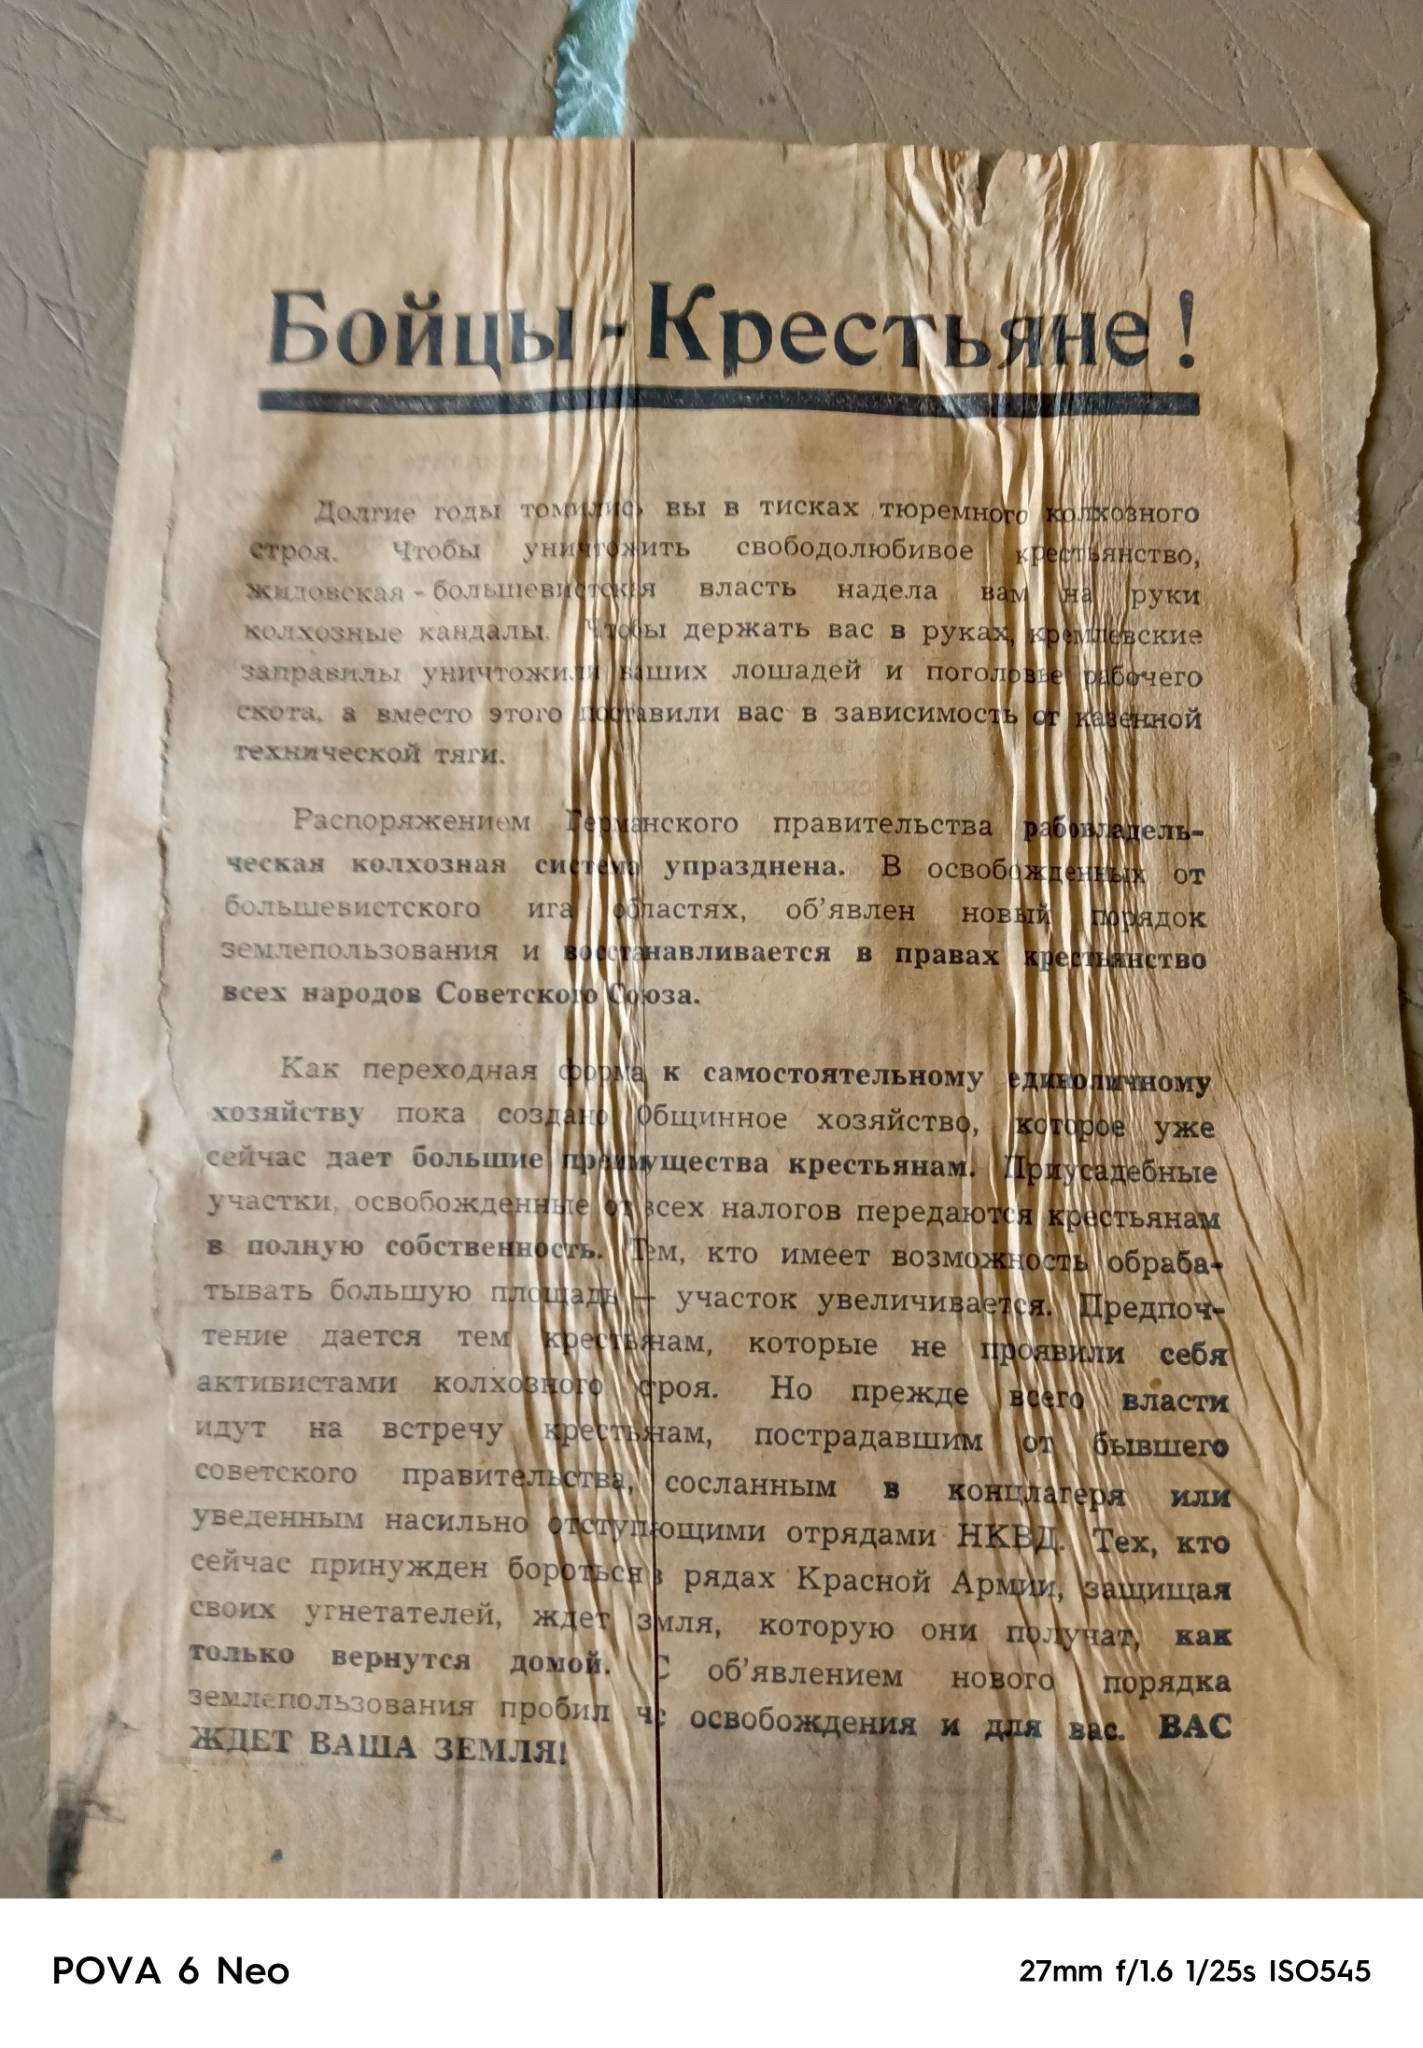 Бойцы - Крестьяне!
Долгие годы томились вы в тисках тюремного колхозного
строя. Чтобы уничтожить свободолюбивое крестьянство,
жидовская - большевистская власть надела вам на руки
колхозные кандалы. Чтобы держать вас в руках, кремлевские
заправилы уничтожили ваших лошадей и поголовье рабочего
скота, а вместо этого поставили вас в зависимость от казенной
технической тяги.
Распоряжением Германского правительства рабовладель-
ческая колхозная система упразднена. В освобожденных от
большевистского ига областях, об'явлен новый порядок
землепользования и восстанавливается в правах крестьянство
всех народов Советского Союза.
Как переходная форма к самостоятельному единоличному
хозяйству пока создано Общинное хозяйство, которое уже
сейчас дает большие преимущества крестьянам. Приусадебные
участки, освобожденные от всех налогов передаются крестьянам
в полную собственность. Тем, кто имеет возможность обраба-
тывать большую площадь — участок увеличивается. Предпоч-
тение дается тем крестьянам, которые не проявили себя
активистами колхозного строя. Но прежде всего власти
идут на встречу крестьянам, пострадавшим от бывшего
советского правительства, сосланным в концлагеря или
уведенным насильно отступающими отрядами НКВД. Тех, кто
сейчас принужден бороться в рядах Красной Армии, защищая
своих угнетателей, ждет земля, которую они получат, как
только вернутся домой. С об'явлением нового порядка
землепользования пробил час освобождения и для вас. ВАС
ЖДЕТ ВАША ЗЕМЛЯ!
POVA 6 Neo
27mm f/1.6 1/25s ISO545